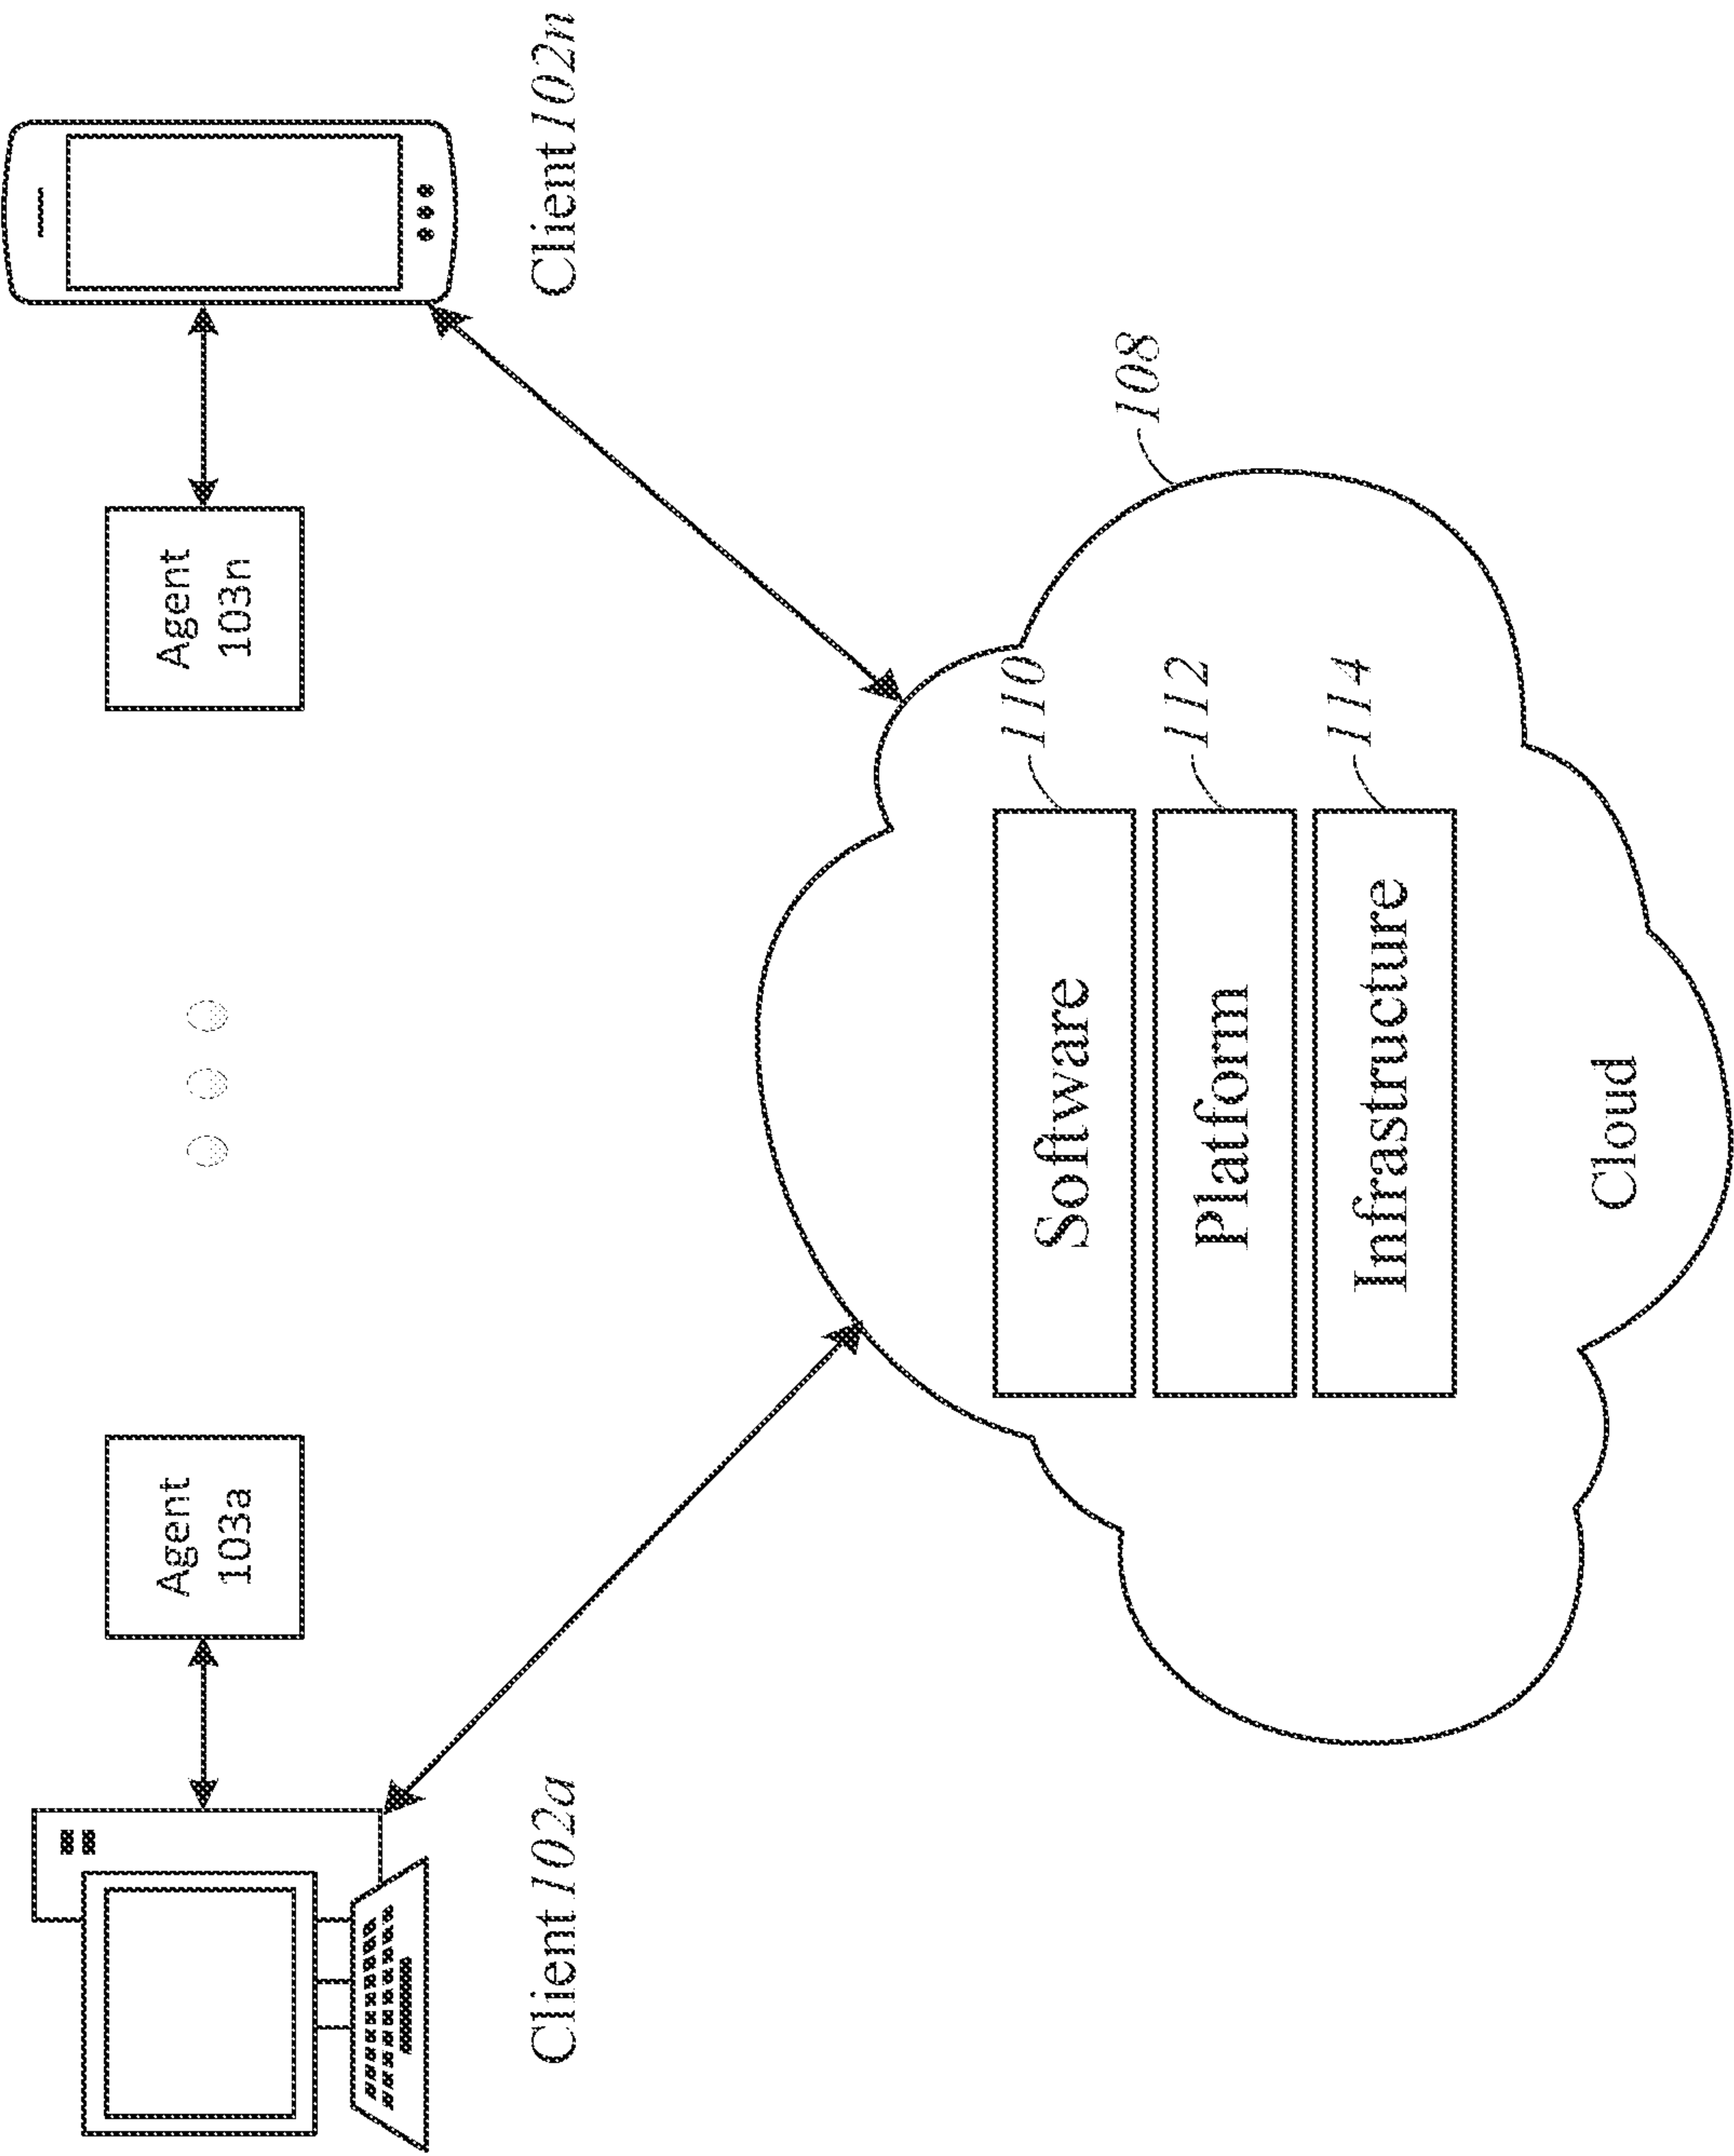 Agent
103a
Agent
103n
Client 102a
Client 102n
108
Software
110
Platform
112
Infrastructure
114
Cloud